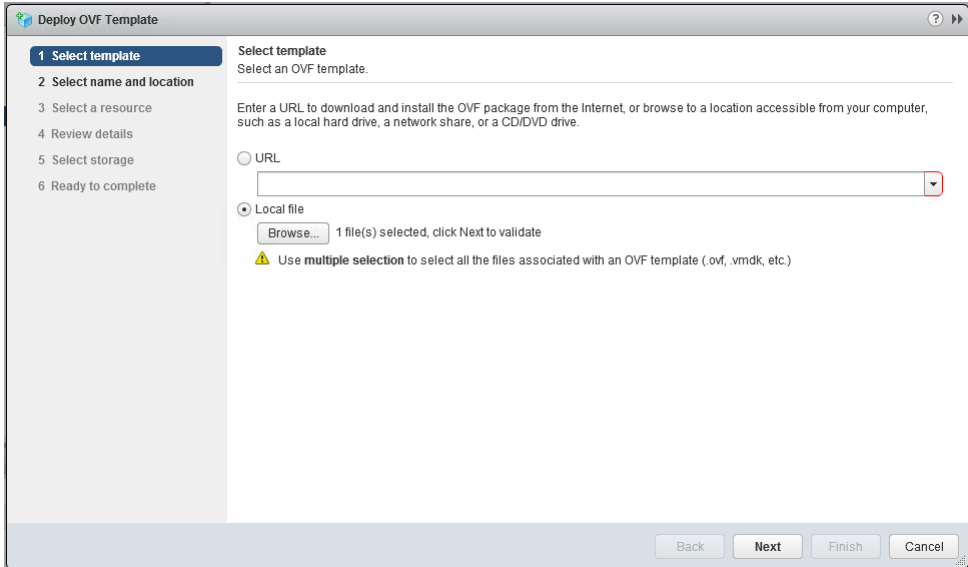 Deploy OVF Template
?
1 Select template
2 Select name and location
3 Select a resource
4 Review details
5 Select storage
6 Ready to complete
Select template
Select an OVF template.
Enter a URL to download and install the OVF package from the Internet, or browse to a location accessible from your computer,
such as a local hard drive, a network share, or a CD/DVD drive.
URL
Local file
Browse...
1 file(s) selected, click Next to validate
Use multiple selection to select all the files associated with an OVF template (.ovf, .vmdk, etc.)
Back
Next
Finish
Cancel